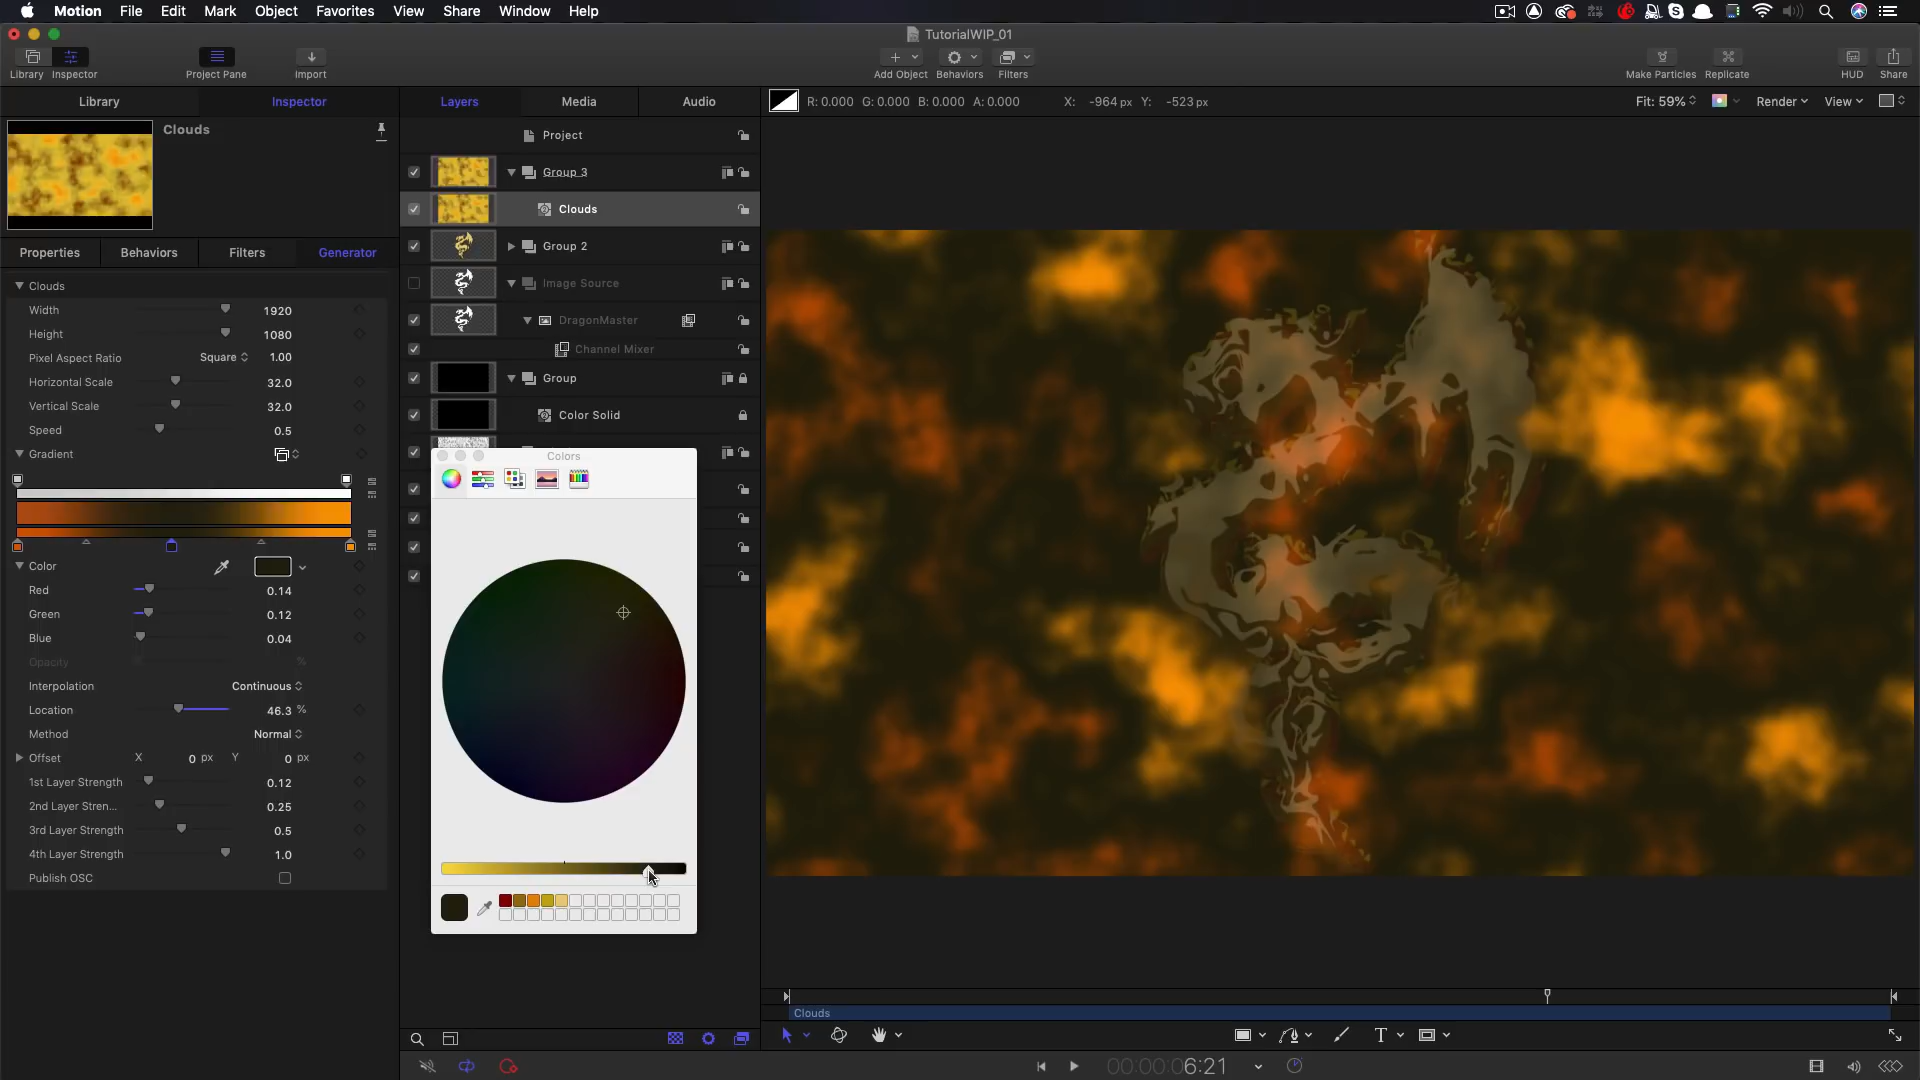 Motion File Edit Mark Object Favorites View Share Window Help
TutorialWIP_01
Library Inspector Project Pane Import Add Object Behaviors Filters Make Particles Replicate HUD Share
Library Inspector Layers Media Audio R: 0.000 G: 0.000 B: 0.000 A: 0.000 X: -964 px Y: -523 px Fit: 59% Render View
Clouds
Project
Group 3
Clouds
Group 2
Image Source
DragonMaster
Channel Mixer
Group
Color Solid
Properties Behaviors Filters Generator
Clouds
Width 1920
Height 1080
Pixel Aspect Ratio Square 1.00
Horizontal Scale 32.0
Vertical Scale 32.0
Speed 0.5
Gradient
Color
Red 0.14
Green 0.12
Blue 0.04
Opacity %
Interpolation Continuous
Location 46.3 %
Method Normal
Offset X 0 px Y 0 px
1st Layer Strength 0.12
2nd Layer Stren... 0.25
3rd Layer Strength 0.5
4th Layer Strength 1.0
Publish OSC
Colors
Clouds
T
00:00:06:21